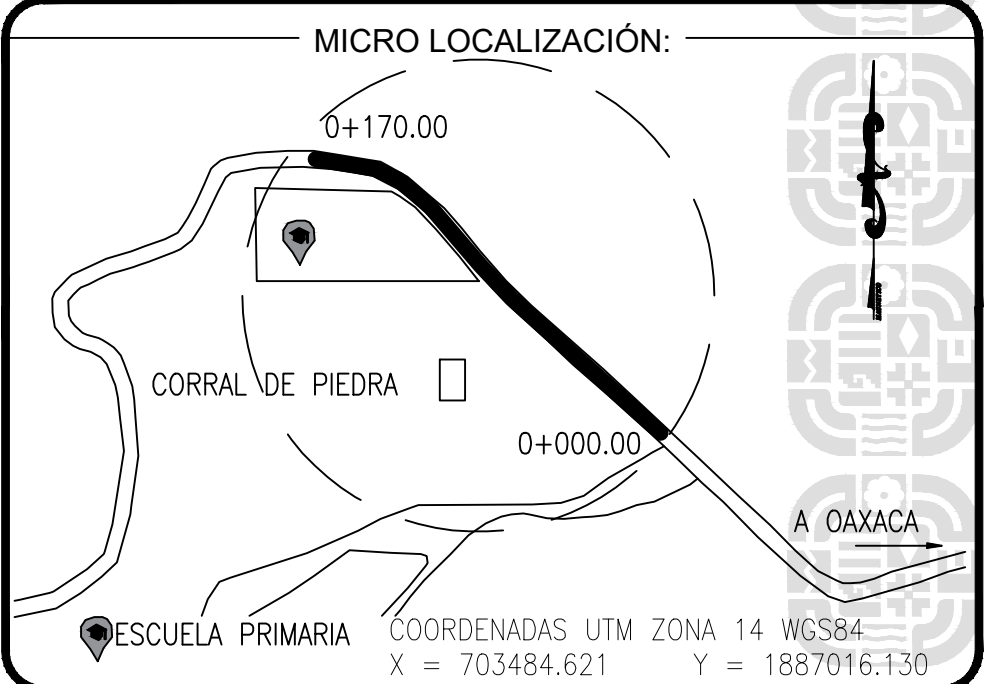 MICRO LOCALIZACIÓN:
0+170.00
CORRAL DE PIEDRA
0+000.00
A OAXACA
ESCUELA PRIMARIA
COORDENADAS UTM ZONA 14 WGS84
X = 703484.621 Y = 1887016.130